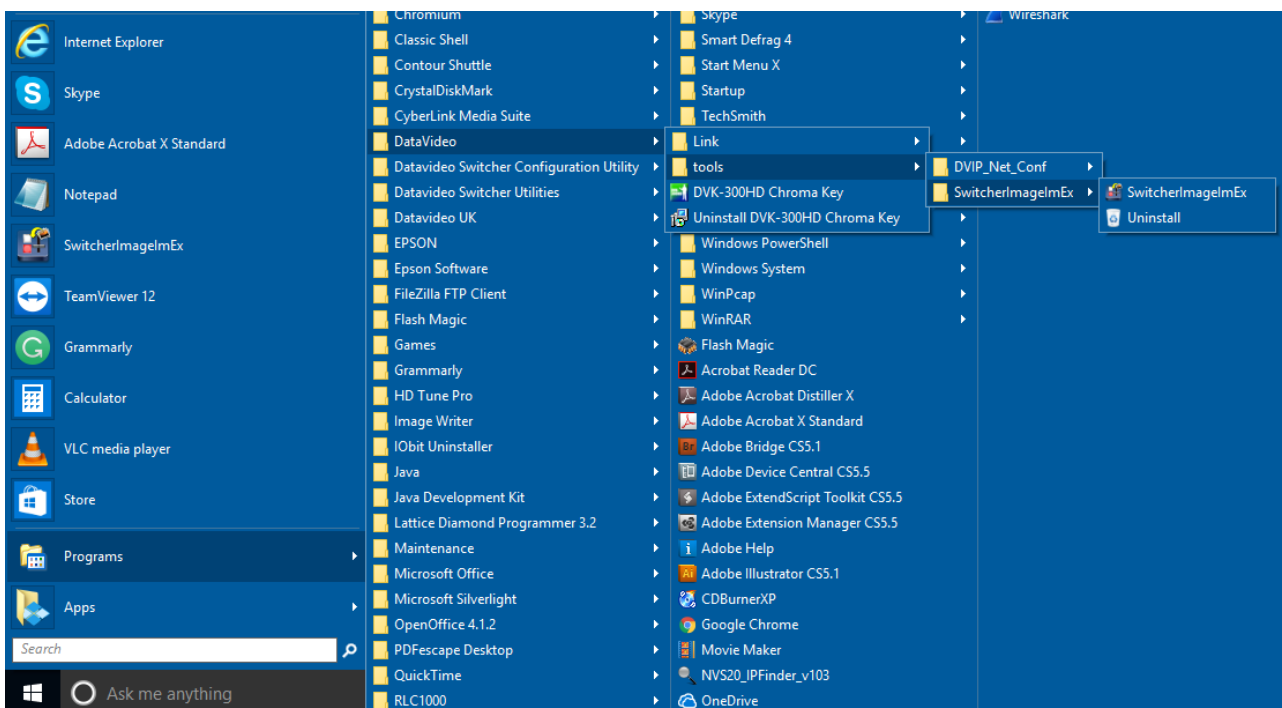 Internet Explorer
Skype
Adobe Acrobat X Standard
Notepad
SwitcherImageImEx
TeamViewer 12
Grammarly
Calculator
VLC media player
Store
Programs
Apps
Search
Ask me anything
Chromium
Classic Shell
Contour Shuttle
CrystalDiskMark
CyberLink Media Suite
DataVideo
Datavideo Switcher Configuration Utility
Datavideo Switcher Utilities
Datavideo UK
EPSON
Epson Software
FileZilla FTP Client
Flash Magic
Games
Grammarly
HD Tune Pro
Image Writer
IObit Uninstaller
Java
Java Development Kit
Lattice Diamond Programmer 3.2
Maintenance
Microsoft Office
Microsoft Silverlight
OpenOffice 4.1.2
PDFescape Desktop
QuickTime
RLC1000
Skype
Smart Defrag 4
Start Menu X
Startup
TechSmith
Link
tools
DVK-300HD Chroma Key
Uninstall DVK-300HD Chroma Key
Windows PowerShell
Windows System
WinPcap
WinRAR
Flash Magic
Acrobat Reader DC
Adobe Acrobat Distiller X
Adobe Acrobat X Standard
Adobe Bridge CS5.1
Adobe Device Central CS5.5
Adobe ExtendScript Toolkit CS5.5
Adobe Extension Manager CS5.5
Adobe Help
Adobe Illustrator CS5.1
CDBurnerXP
Google Chrome
Movie Maker
NVS20_IPFinder_v103
OneDrive
Wireshark
DVIP_Net_Conf
SwitcherImageImEx
SwitcherImageImEx
Uninstall